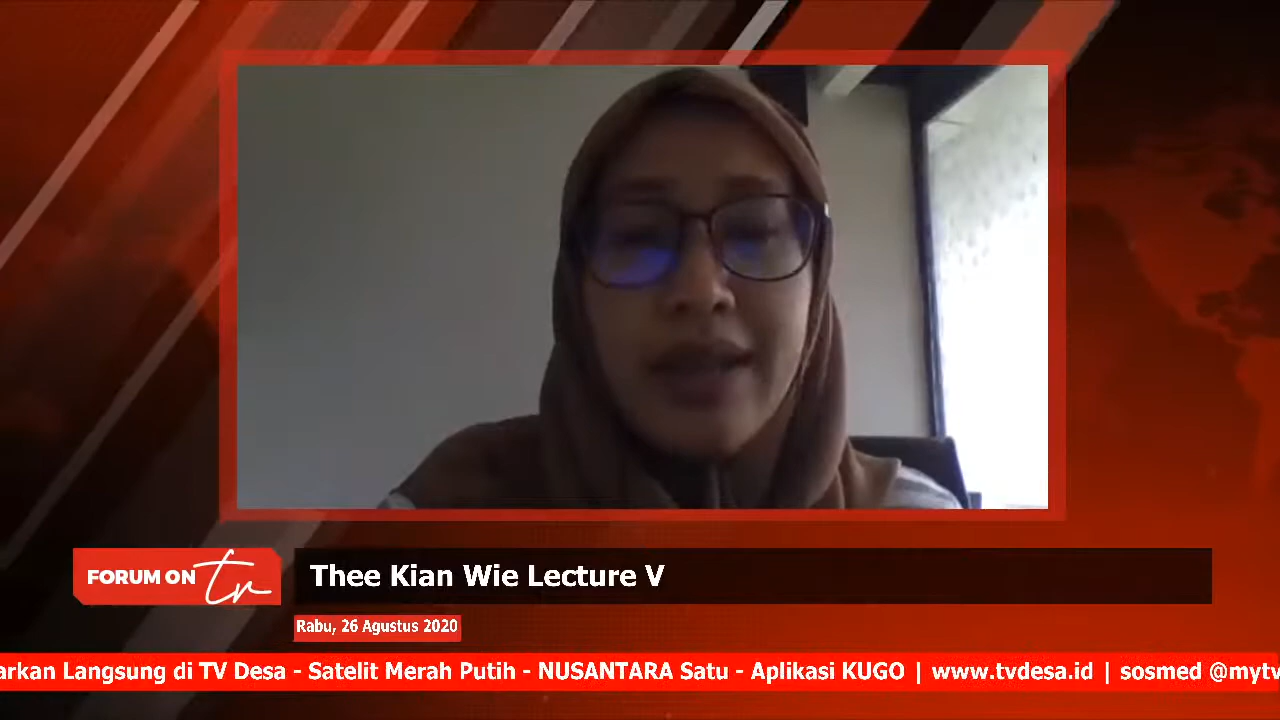 FORUM ON tv
Thee Kian Wie Lecture V
Rabu, 26 Agustus 2020
arkan Langsung di TV Desa - Satelit Merah Putih - NUSANTARA Satu - Aplikasi KUGO | www.tvdesa.id | sosmed @mytv